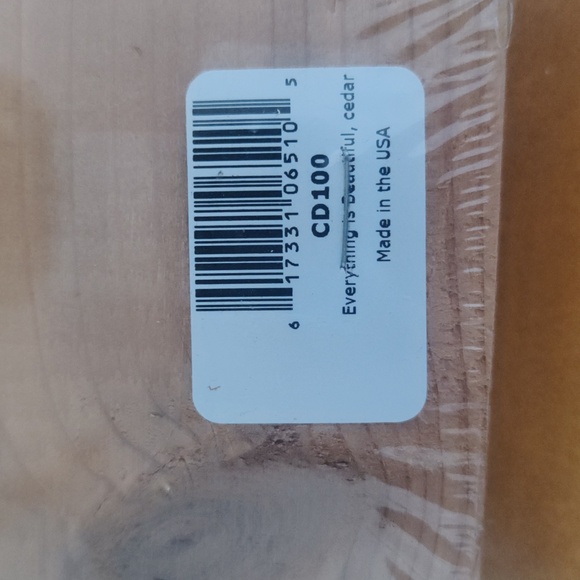 6 17331 06510 5
CD100
Everything is Beautiful, cedar
Made in the USA